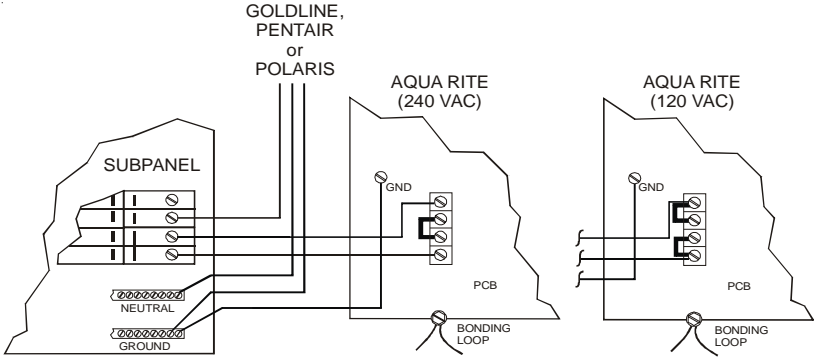 GOLDLINE,
PENTAIR
or
POLARIS
AQUA RITE
(240 VAC)
AQUA RITE
(120 VAC)
SUBPANEL
GND
GND
NEUTRAL
GROUND
PCB
PCB
BONDING
LOOP
BONDING
LOOP